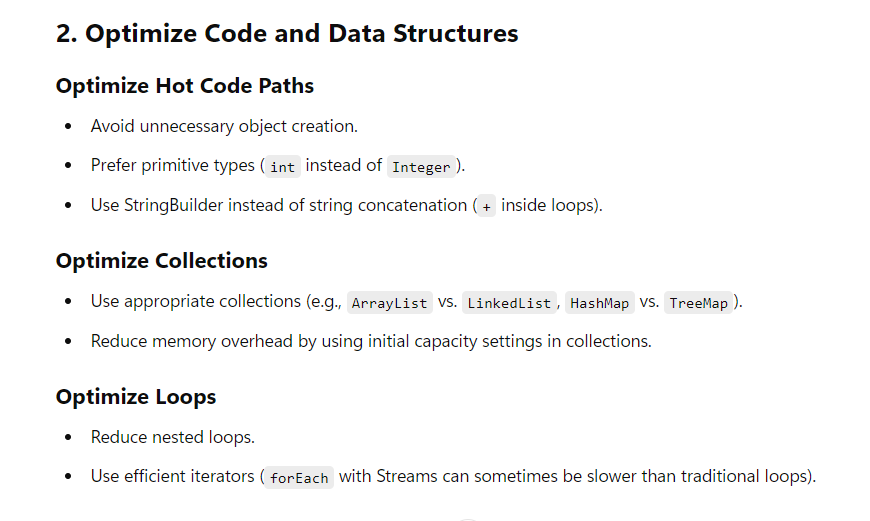 2. Optimize Code and Data Structures
Optimize Hot Code Paths
• Avoid unnecessary object creation.
• Prefer primitive types (int instead of Integer).
• Use StringBuilder instead of string concatenation (+ inside loops).
Optimize Collections
• Use appropriate collections (e.g., ArrayList vs. LinkedList, HashMap vs. TreeMap).
• Reduce memory overhead by using initial capacity settings in collections.
Optimize Loops
• Reduce nested loops.
• Use efficient iterators (forEach with Streams can sometimes be slower than traditional loops).